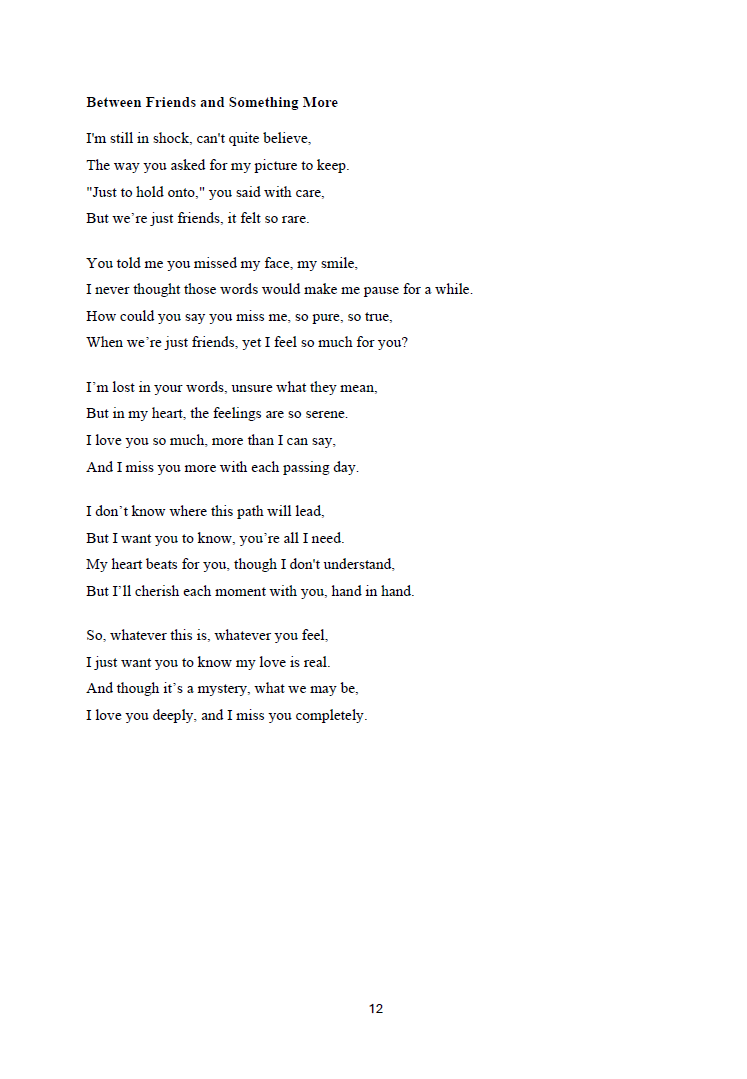 Between Friends and Something More
I'm still in shock, can't quite believe,
The way you asked for my picture to keep.
"Just to hold onto," you said with care,
But we’re just friends, it felt so rare.
You told me you missed my face, my smile,
I never thought those words would make me pause for a while.
How could you say you miss me, so pure, so true,
When we’re just friends, yet I feel so much for you?
I’m lost in your words, unsure what they mean,
But in my heart, the feelings are so serene.
I love you so much, more than I can say,
And I miss you more with each passing day.
I don’t know where this path will lead,
But I want you to know, you’re all I need.
My heart beats for you, though I don't understand,
But I’ll cherish each moment with you, hand in hand.
So, whatever this is, whatever you feel,
I just want you to know my love is real.
And though it’s a mystery, what we may be,
I love you deeply, and I miss you completely.
12